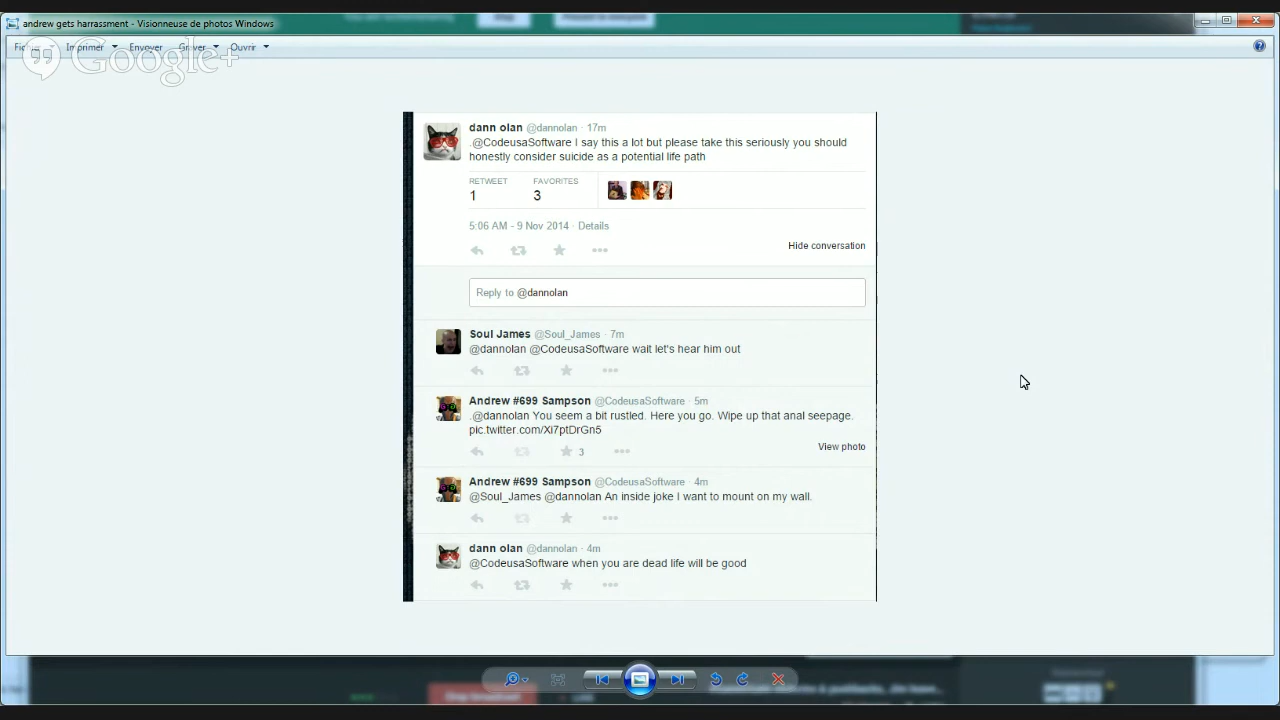 andrew gets harrassment - Visionneuse de photos Windows
Imprimer Envoyer Graver Ouvrir
Google+
dann olan @dannolan · 17m
.@CodeusaSoftware I say this a lot but please take this seriously you should
honestly consider suicide as a potential life path
RETWEET FAVORITES
1 3
5:06 AM - 9 Nov 2014 · Details
Hide conversation
Reply to @dannolan
Soul James @Soul_James · 7m
@dannolan @CodeusaSoftware wait let's hear him out
Andrew #699 Sampson @CodeusaSoftware · 5m
.@dannolan You seem a bit rustled. Here you go. Wipe up that anal seepage.
pic.twitter.com/Xi7ptDrGn5
3
View photo
Andrew #699 Sampson @CodeusaSoftware · 4m
@Soul_James @dannolan An inside joke I want to mount on my wall.
dann olan @dannolan · 4m
@CodeusaSoftware when you are dead life will be good